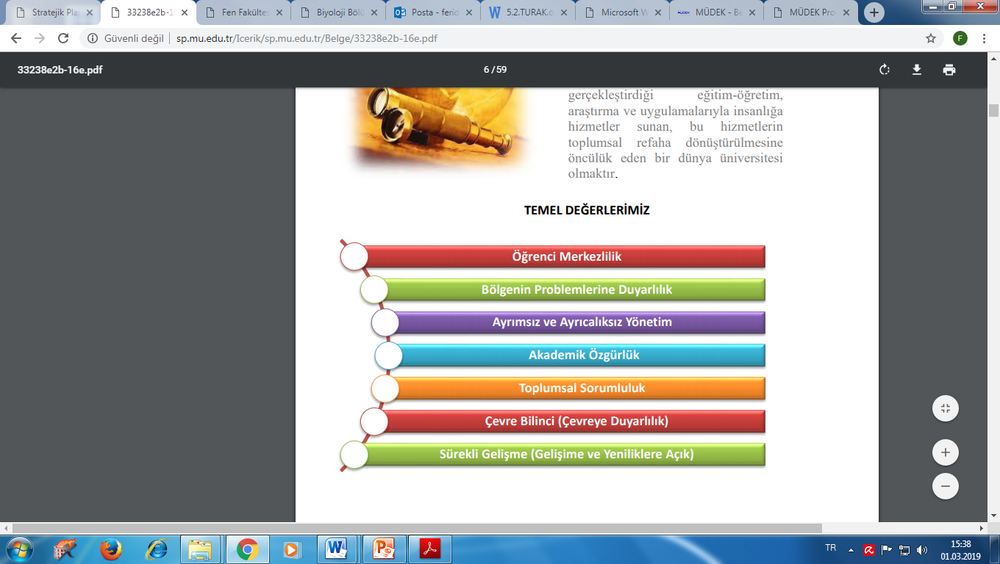 Stratejik Pla
33238e2b-1
Fen Fakültes
Biyoloji Bölü
Posta - ferid
5.2.TURAK.ö
Microsoft W
MÜDEK - Be
MÜDEK Pro
Güvenli değil
sp.mu.edu.tr/Icerik/sp.mu.edu.tr/Belge/33238e2b-16e.pdf
F
33238e2b-16e.pdf
6 / 59
gerçekleştirdiği eğitim-öğretim,
araştırma ve uygulamalarıyla insanlığa
hizmetler sunan, bu hizmetlerin
toplumsal refaha dönüştürülmesine
öncülük eden bir dünya üniversitesi
olmaktır.
TEMEL DEĞERLERİMİZ
Öğrenci Merkezlilik
Bölgenin Problemlerine Duyarlılık
Ayrımsız ve Ayrıcalıksız Yönetim
Akademik Özgürlük
Toplumsal Sorumluluk
Çevre Bilinci (Çevreye Duyarlılık)
Sürekli Gelişme (Gelişime ve Yeniliklere Açık)
TR
15:38
01.03.2019